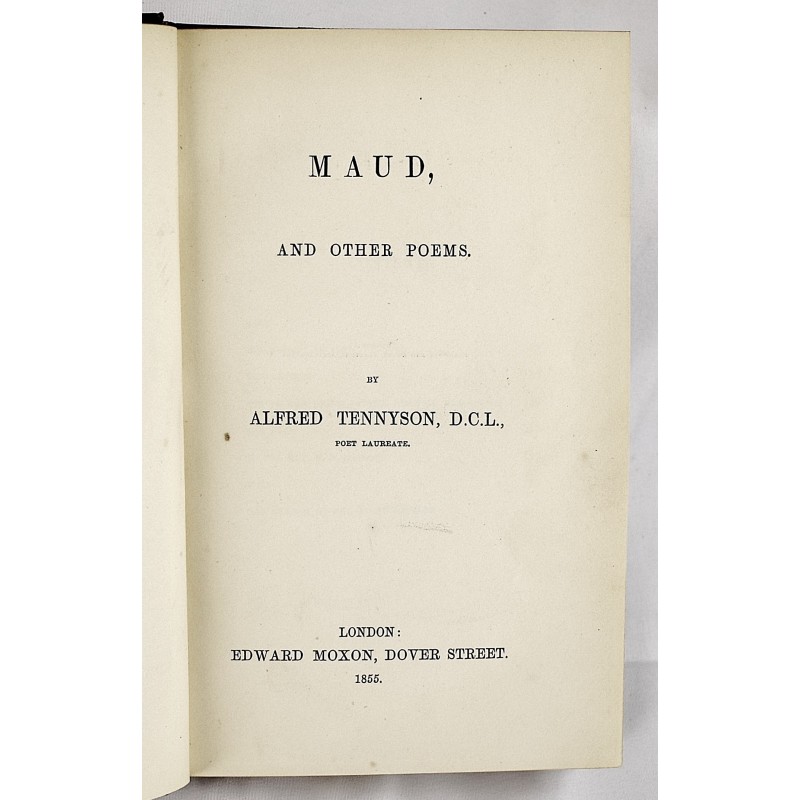 MAUD,
AND OTHER POEMS.
BY
ALFRED TENNYSON, D.C.L.,
POET LAUREATE.
LONDON:
EDWARD MOXON, DOVER STREET.
1855.